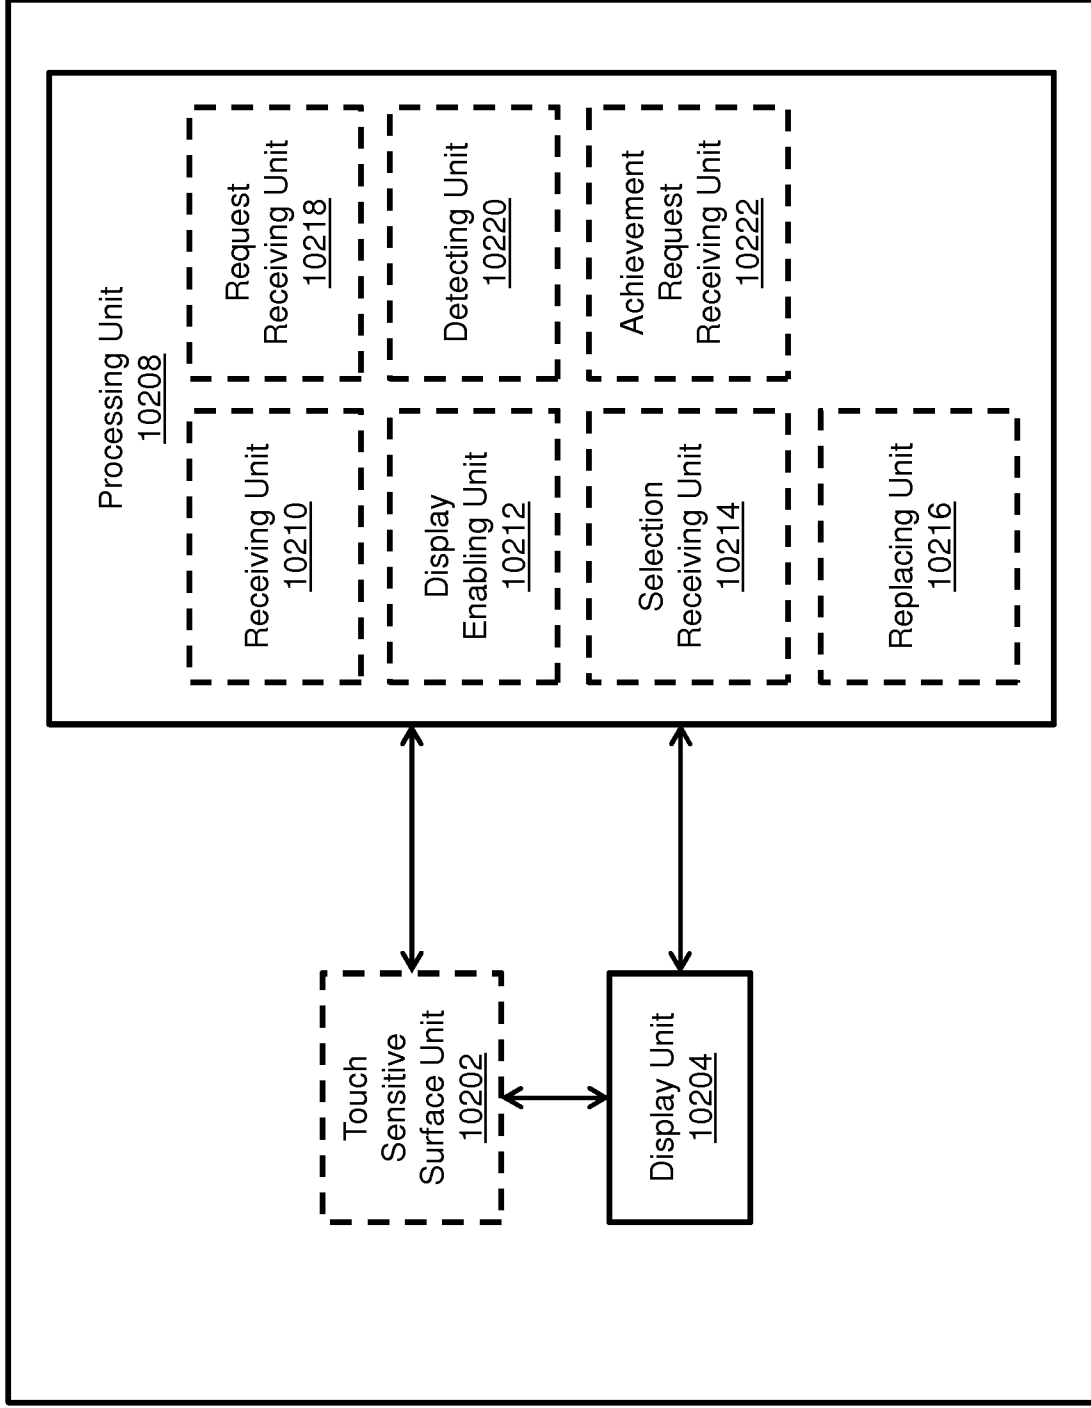 Processing Unit
10208
Receiving Unit
10210
Request
Receiving Unit
10218
Display
Enabling Unit
10212
Detecting Unit
10220
Selection
Receiving Unit
10214
Achievement
Request
Receiving Unit
10222
Replacing Unit
10216
Touch
Sensitive
Surface Unit
10202
Display Unit
10204